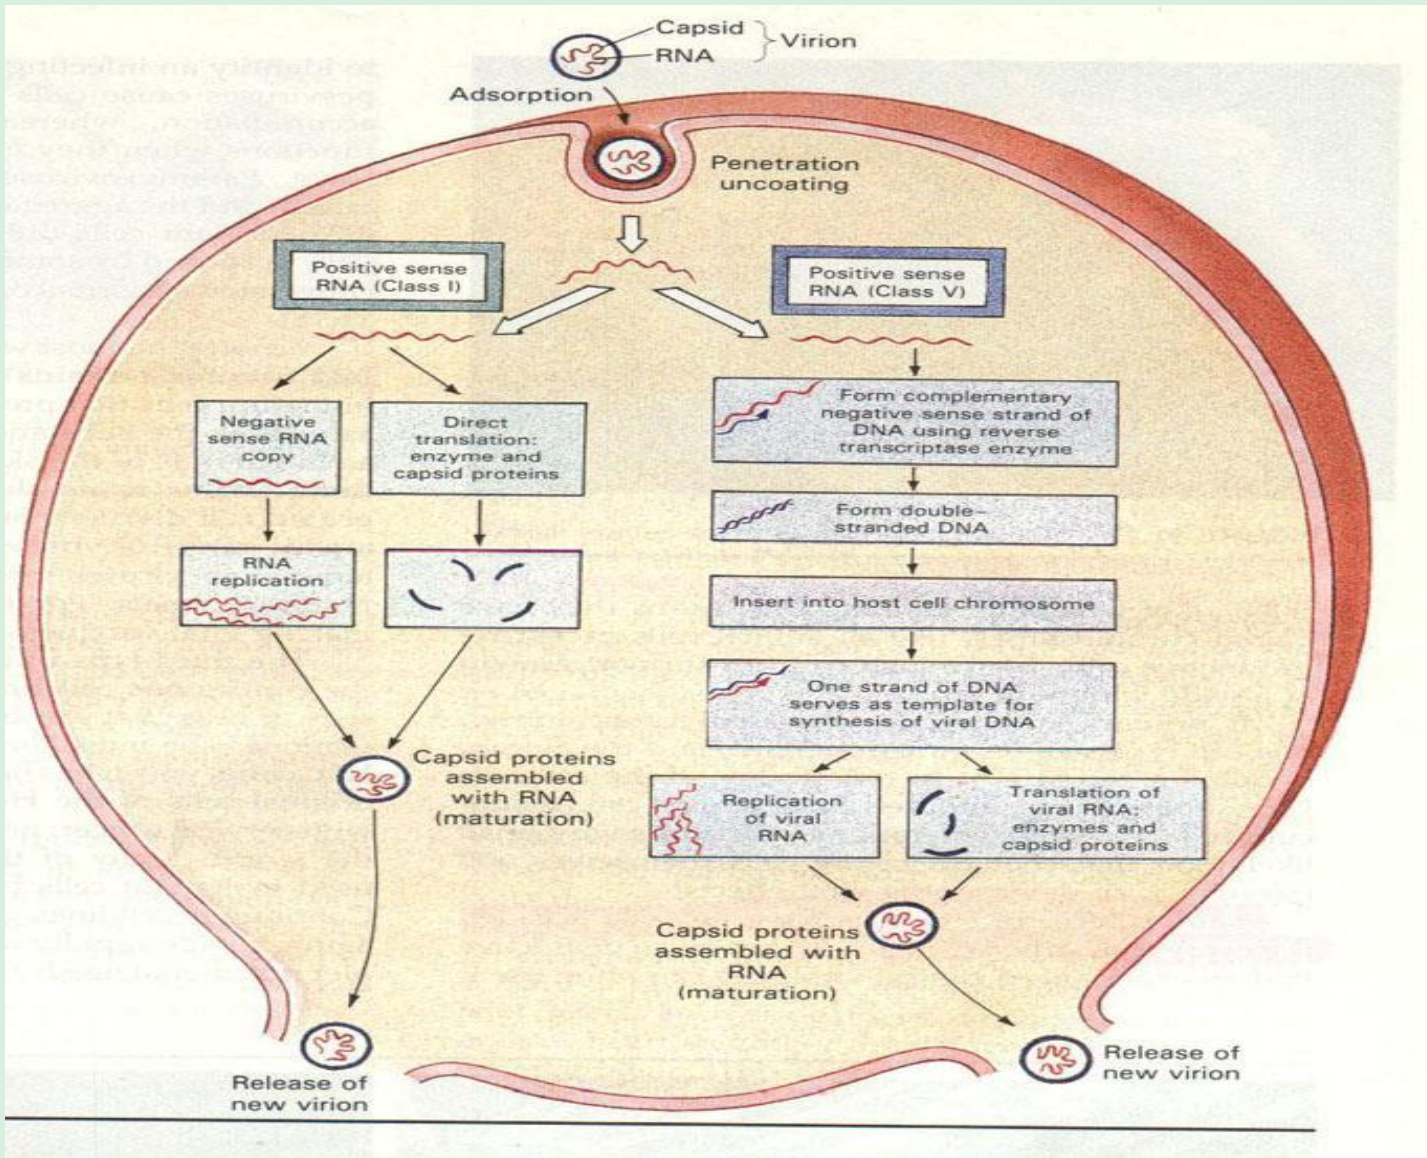 Capsid
RNA
Virion
Adsorption
Penetration
uncoating
Positive sense
RNA (Class I)
Positive sense
RNA (Class V)
Negative
sense RNA
copy
Direct
translation:
enzyme and
capsid proteins
RNA
replication
Capsid proteins
assembled
with RNA
(maturation)
Release of
new virion
Form complementary
negative sense strand of
DNA using reverse
transcriptase enzyme
Form double-
stranded DNA
Insert into host cell chromosome
One strand of DNA
serves as template for
synthesis of viral DNA
Replication
of viral
RNA
Translation of
viral RNA:
enzymes and
capsid proteins
Capsid proteins
assembled with
RNA
(maturation)
Release of
new virion